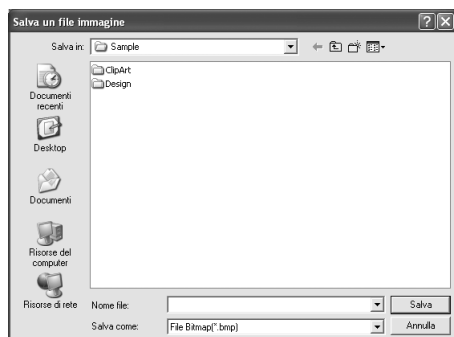 Salva un file immagine
Salva in: Sample
ClipArt
Design
Documenti
recenti
Desktop
Documenti
Risorse del
computer
Risorse di rete
Nome file:
Salva
Salva come: File Bitmap(*.bmp)
Annulla